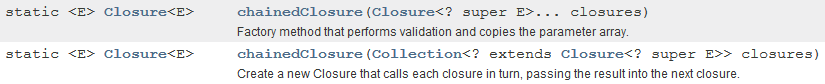 static <E> Closure<E> chainedClosure(Closure<? super E>... closures)
Factory method that performs validation and copies the parameter array.
static <E> Closure<E> chainedClosure(Collection<? extends Closure<? super E>> closures)
Create a new Closure that calls each closure in turn, passing the result into the next closure.